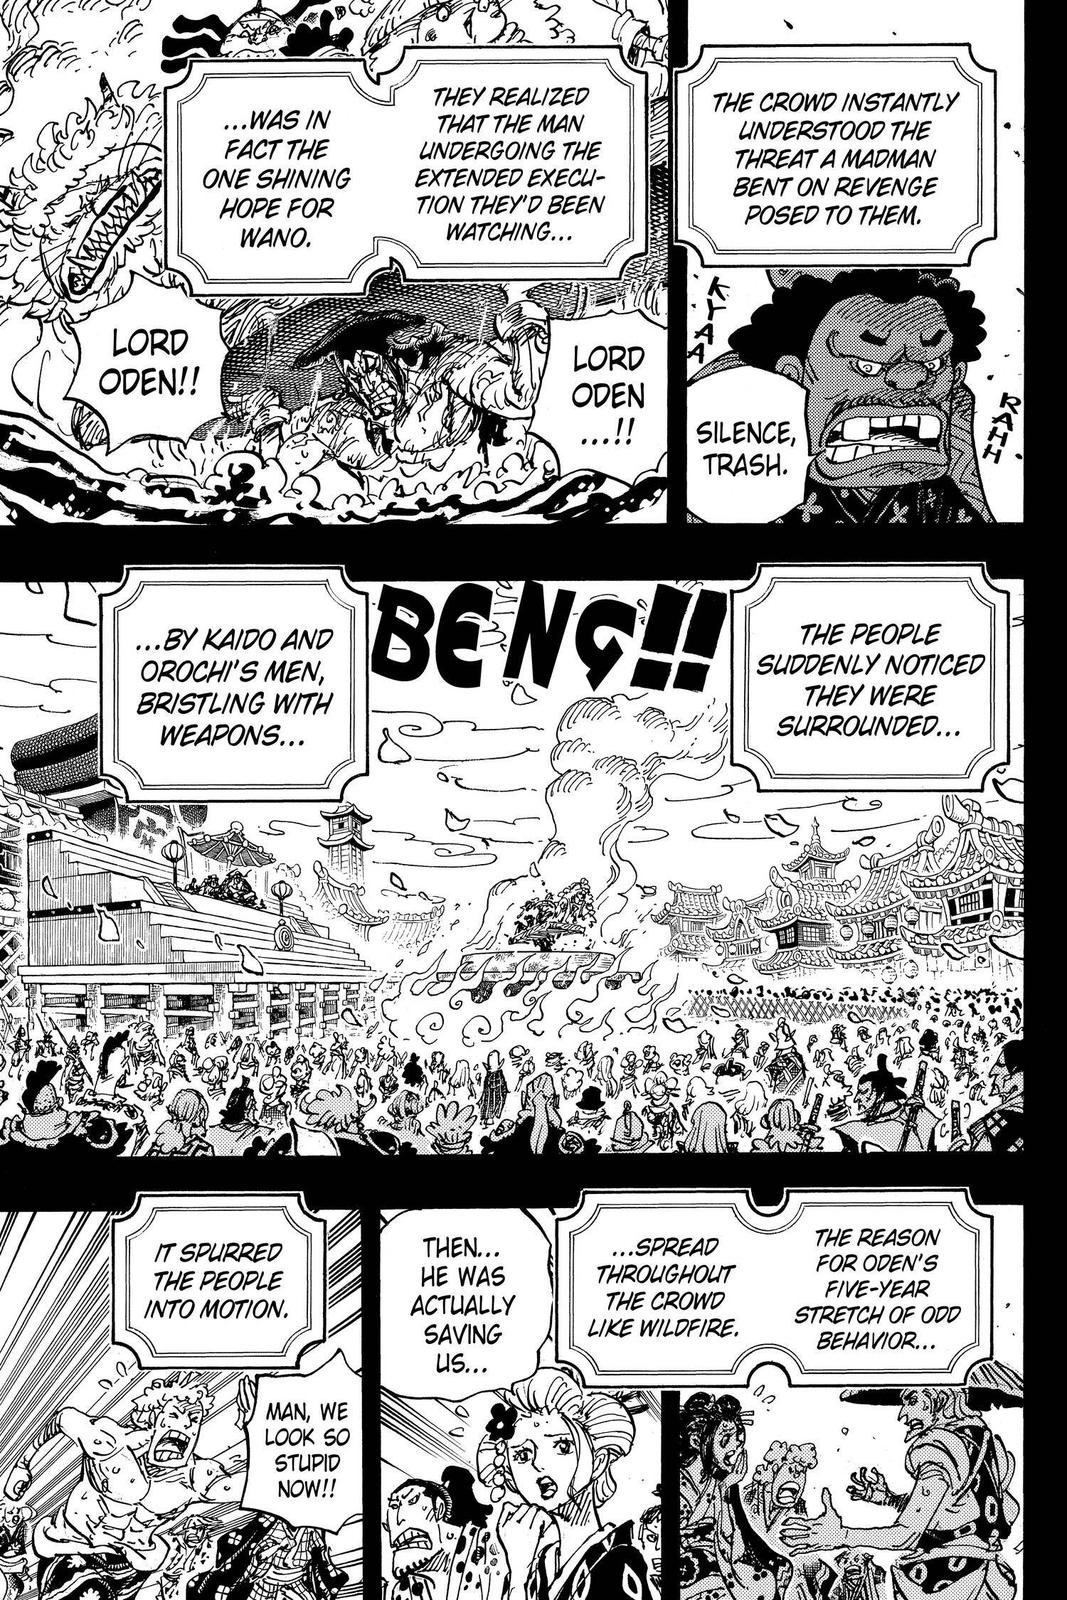 THE CROWD INSTANTLY
UNDERSTOOD THE
THREAT A MADMAN
BENT ON REVENGE
POSED TO THEM.
KYAA
RAHH
SILENCE,
TRASH.
THEY REALIZED
THAT THE MAN
UNDERGOING THE
EXTENDED EXECU-
TION THEY'D BEEN
WATCHING...
...WAS IN
FACT THE
ONE SHINING
HOPE FOR
WANO.
LORD
ODEN
...!!
LORD
ODEN!!
THE PEOPLE
SUDDENLY NOTICED
THEY WERE
SURROUNDED...
BENG!!
...BY KAIDO AND
OROCHI'S MEN,
BRISTLING WITH
WEAPONS...
THE REASON
FOR ODEN'S
FIVE-YEAR
STRETCH OF ODD
BEHAVIOR...
...SPREAD
THROUGHOUT
THE CROWD
LIKE WILDFIRE.
THEN...
HE WAS
ACTUALLY
SAVING
US...
IT SPURRED
THE PEOPLE
INTO MOTION.
MAN, WE
LOOK SO
STUPID
NOW!!